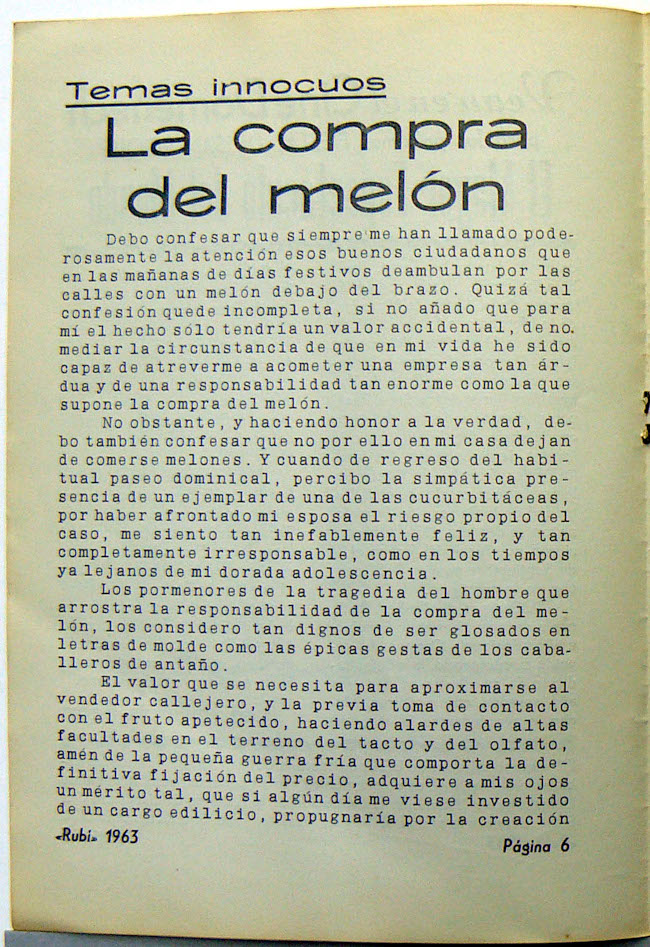 Temas innocuos
La compra
del melón
Debo confesar que siempre me han llamado pode-
rosamente la atención esos buenos ciudadanos que
en las mañanas de días festivos deambulan por las
calles con un melón debajo del brazo. Quizá tal
confesión quede incompleta, si no añado que para
mí el hecho sólo tendría un valor accidental, de no
mediar la circunstancia de que en mi vida he sido
capaz de atreverme a acometer una empresa tan ár-
dua y de una responsabilidad tan enorme como la que
supone la compra del melón.
No obstante, y haciendo honor a la verdad, de-
bo también confesar que no por ello en mi casa dejan
de comerse melones. Y cuando de regreso del habi-
tual paseo dominical, percibo la simpática pre-
sencia de un ejemplar de una de las cucurbitáceas,
por haber afrontado mi esposa el riesgo propio del
caso, me siento tan inefablemente feliz, y tan
completamente irresponsable, como en los tiempos
ya lejanos de mi dorada adolescencia.
Los pormenores de la tragedia del hombre que
arrostra la responsabilidad de la compra del me-
lón, los considero tan dignos de ser glosados en
letras de molde como las épicas gestas de los caba-
lleros de antaño.
El valor que se necesita para aproximarse al
vendedor callejero, y la previa toma de contacto
con el fruto apetecido, haciendo alardes de altas
facultades en el terreno del tacto y del olfato,
amén de la pequeña guerra fría que comporta la de-
finitiva fijación del precio, adquiere a mis ojos
un mérito tal, que si algún día me viese investido
de un cargo edilicio, propugnaría por la creación
«Rubí» 1963
Página 6